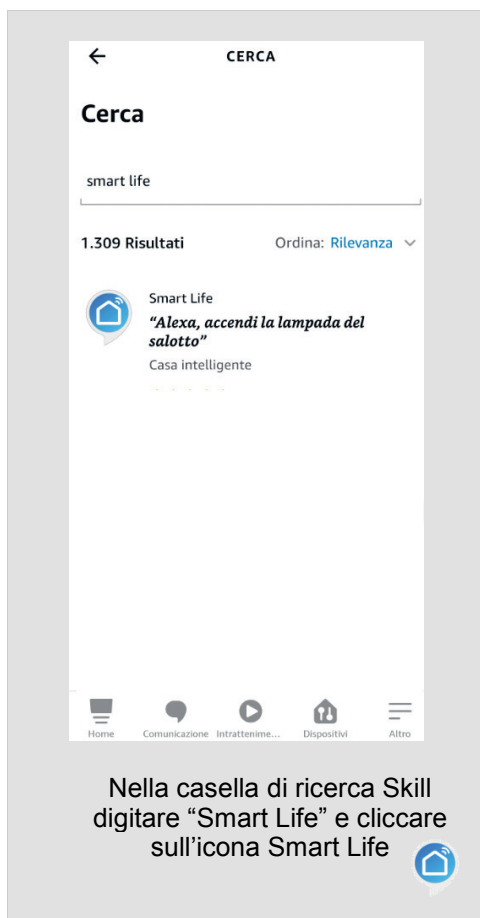 CERCA
Cerca
smart life
1.309 Risultati Ordina: Rilevanza
Smart Life
“Alexa, accendi la lampada del
salotto”
Casa intelligente
Home Comunicazione Intrattenime... Dispositivi Altro
Nella casella di ricerca Skill
digitare “Smart Life” e cliccare
sull’icona Smart Life